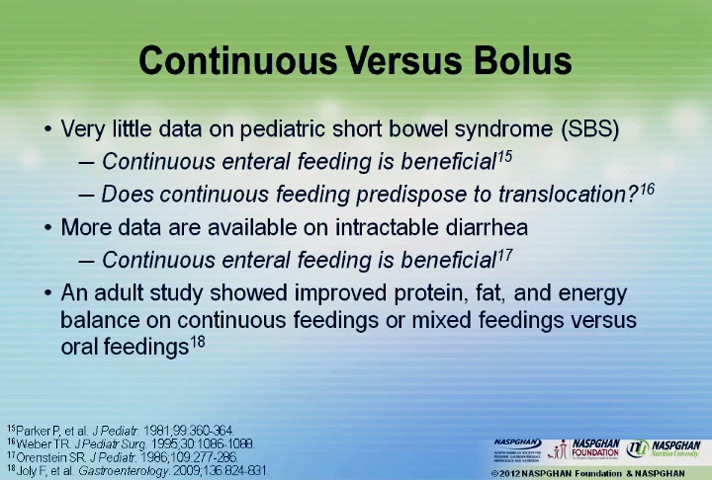 Continuous Versus Bolus
• Very little data on pediatric short bowel syndrome (SBS)
— Continuous enteral feeding is beneficial15
— Does continuous feeding predispose to translocation?16
• More data are available on intractable diarrhea
— Continuous enteral feeding is beneficial17
• An adult study showed improved protein, fat, and energy
balance on continuous feedings or mixed feedings versus
oral feedings18
15Parker P, et al. J Pediatr. 1981;99:360-364.
16Weber TR. J Pediatr Surg. 1995;30:1086-1088.
17Orenstein SR. J Pediatr. 1986;109:277-286.
18Joly F, et al. Gastroenterology. 2009;136:824-831.
NASPGHAN
NASPGHAN
FOUNDATION
NASPGHAN
Nutrition University
©2012 NASPGHAN Foundation & NASPGHAN